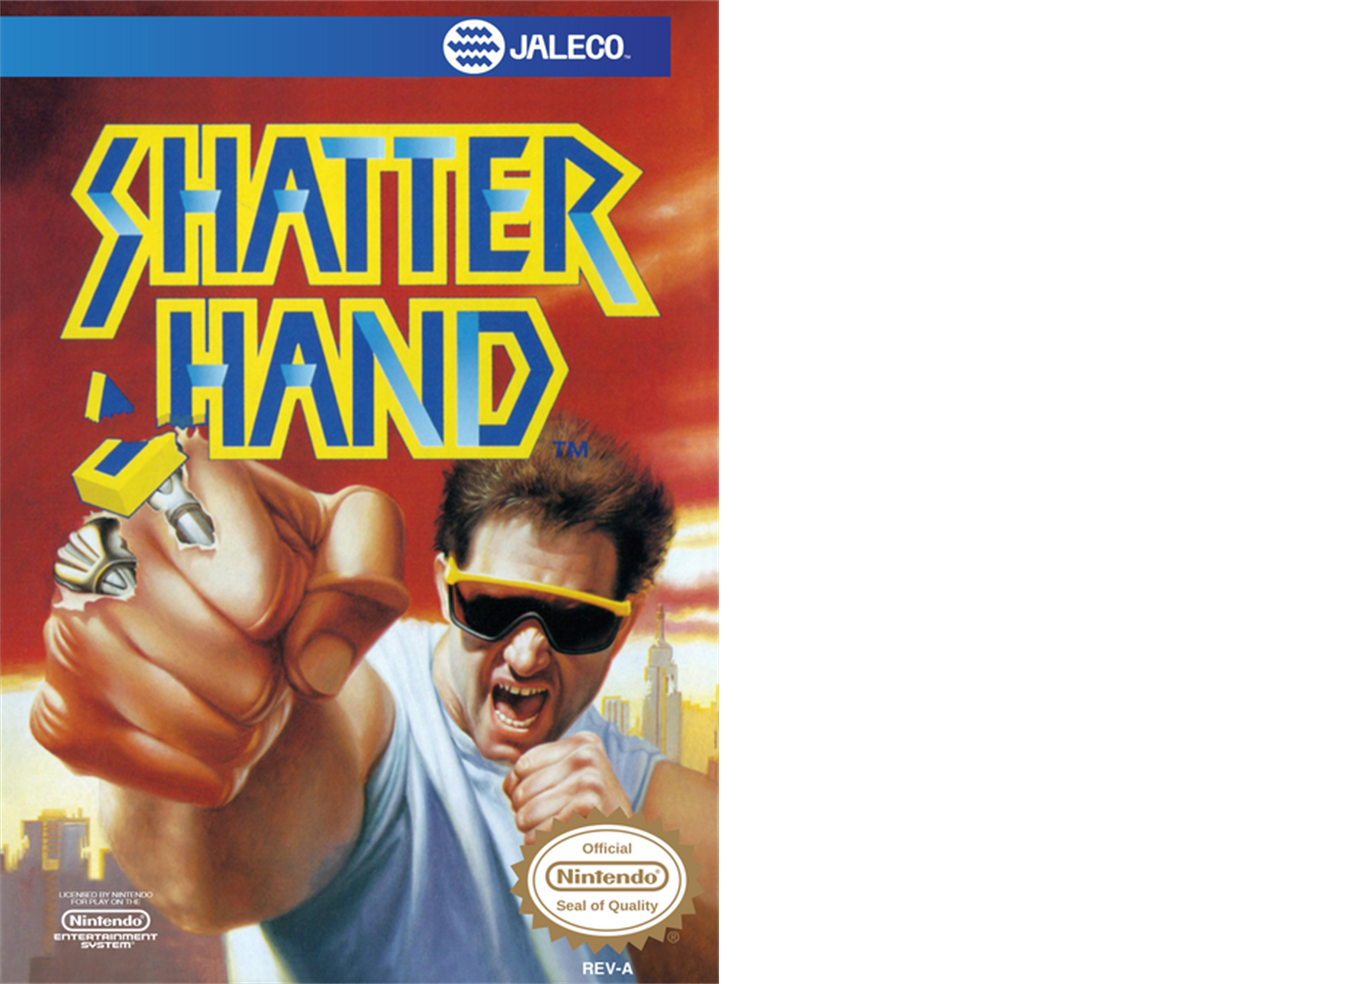 JALECO™
SHATTER
HAND
TM
Official
Nintendo®
Seal of Quality
®
LICENSED BY NINTENDO
FOR PLAY ON THE
Nintendo®
ENTERTAINMENT
SYSTEM®
REV-A